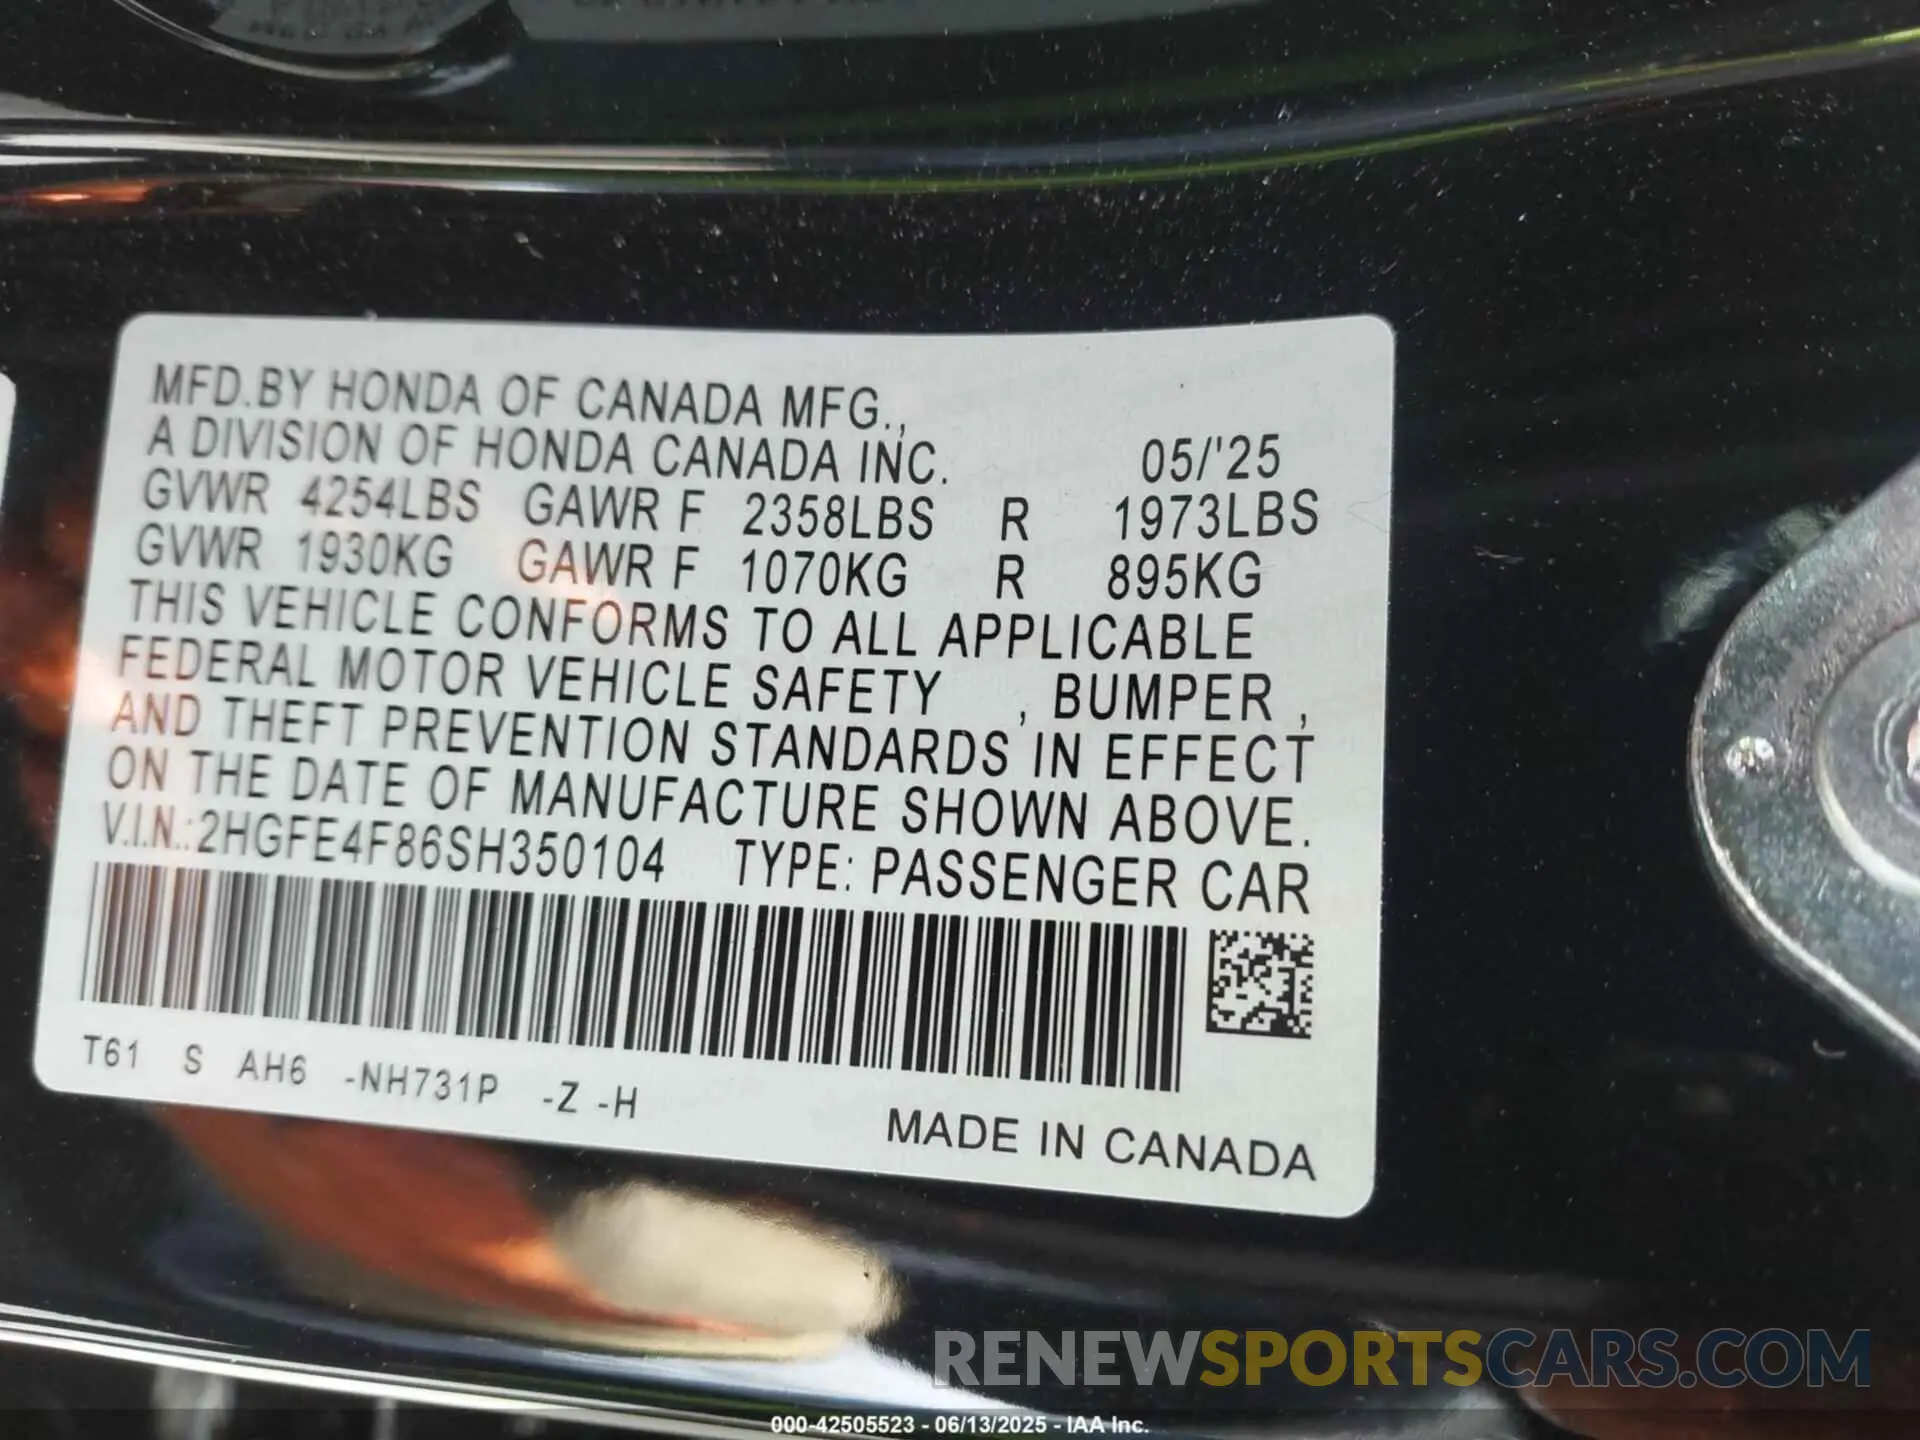 MFD.BY HONDA OF CANADA MFG.,
A DIVISION OF HONDA CANADA INC. 05/'25
GVWR 4254LBS GAWR F 2358LBS R 1973LBS
GVWR 1930KG GAWR F 1070KG R 895KG
THIS VEHICLE CONFORMS TO ALL APPLICABLE
FEDERAL MOTOR VEHICLE SAFETY , BUMPER ,
AND THEFT PREVENTION STANDARDS IN EFFECT
ON THE DATE OF MANUFACTURE SHOWN ABOVE.
V.I.N.:2HGFE4F86SH350104 TYPE: PASSENGER CAR
T61 S AH6 -NH731P -Z -H
MADE IN CANADA
RENEWSPORTSCARS.COM
000-42505523 - 06/13/2025 - IAA Inc.